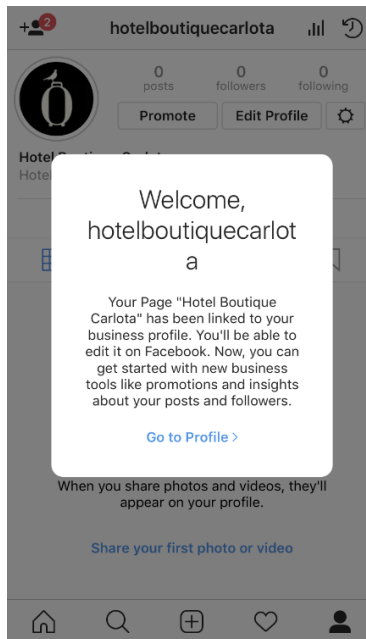 2
hotelboutiquecarlota
0 0 0
posts followers following
Promote Edit Profile
Hotel
Hotel
Welcome,
hotelboutiquecarlot
a
Your Page "Hotel Boutique
Carlota" has been linked to your
business profile. You'll be able to
edit it on Facebook. Now, you can
get started with new business
tools like promotions and insights
about your posts and followers.
Go to Profile >
When you share photos and videos, they'll
appear on your profile.
Share your first photo or video